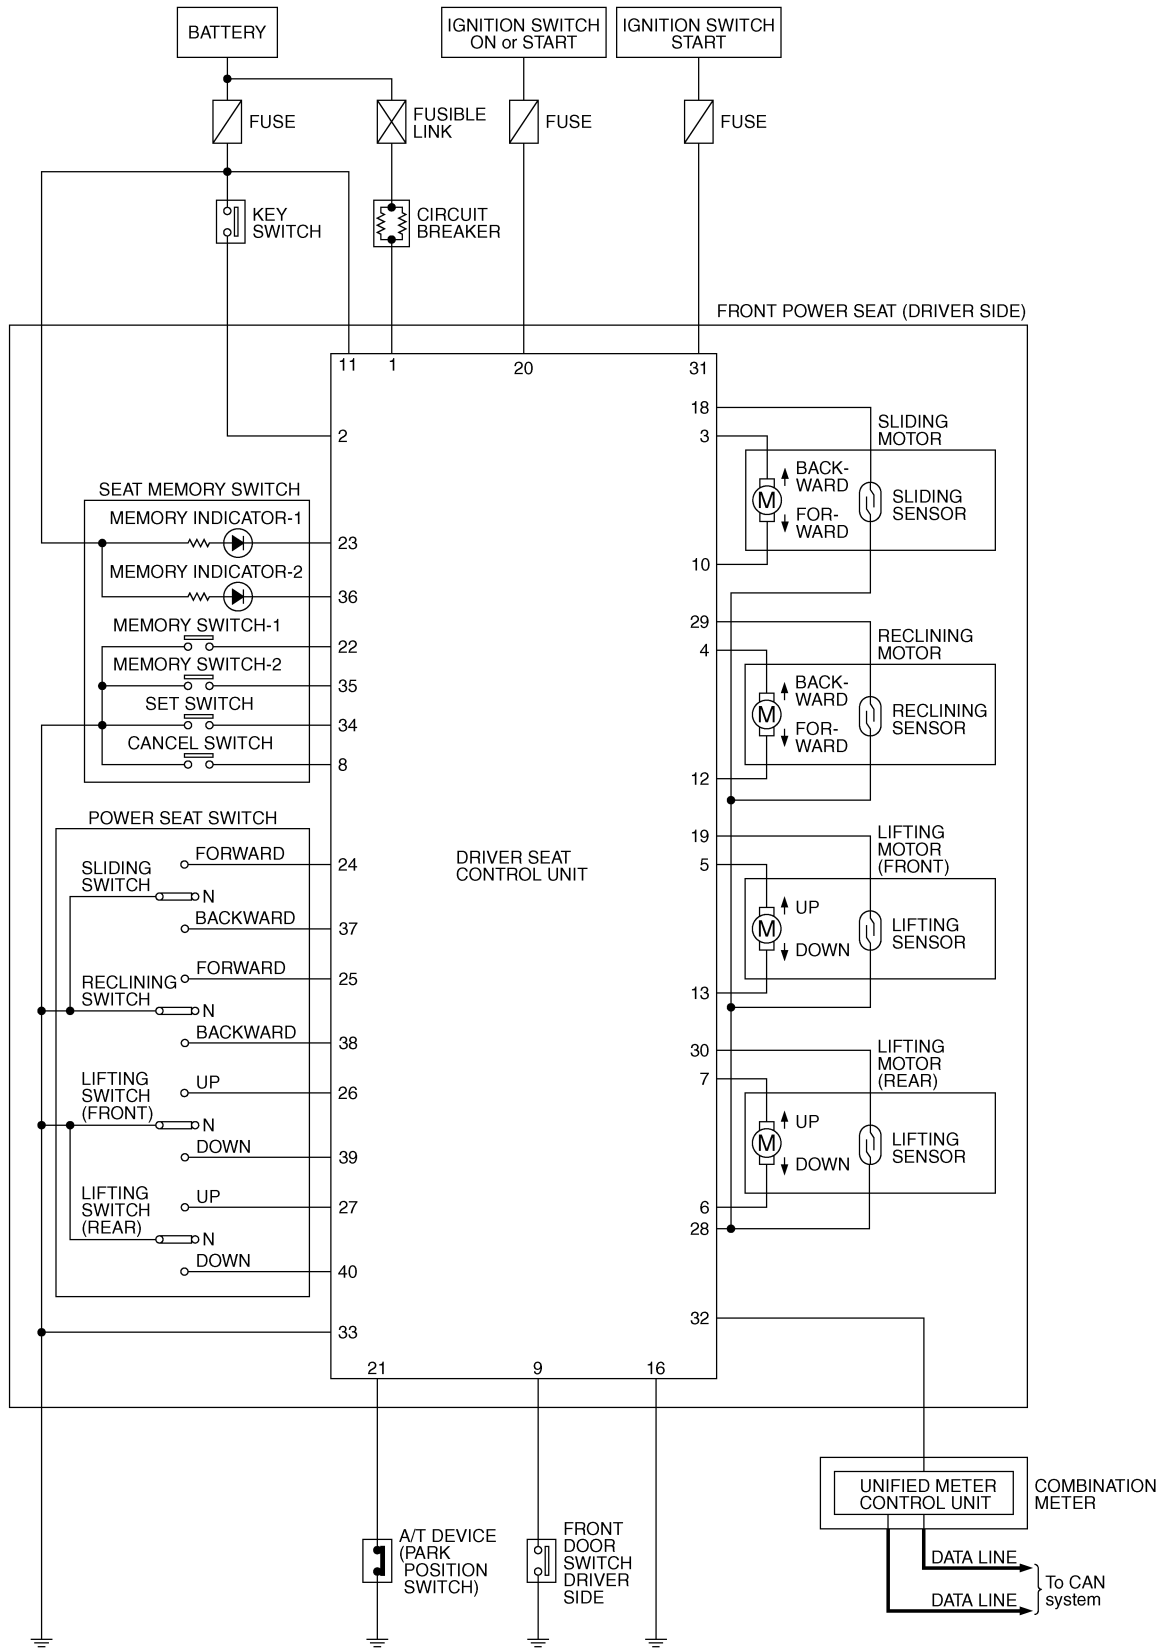 BATTERY
IGNITION SWITCH
ON or START
IGNITION SWITCH
START
FUSE
FUSIBLE
LINK
FUSE
FUSE
KEY
SWITCH
CIRCUIT
BREAKER
FRONT POWER SEAT (DRIVER SIDE)
11
1
20
31
2
SEAT MEMORY SWITCH
MEMORY INDICATOR-1
23
MEMORY INDICATOR-2
36
MEMORY SWITCH-1
22
MEMORY SWITCH-2
35
SET SWITCH
34
CANCEL SWITCH
8
POWER SEAT SWITCH
SLIDING
SWITCH
FORWARD
24
N
BACKWARD
37
RECLINING
SWITCH
FORWARD
25
N
BACKWARD
38
LIFTING
SWITCH
(FRONT)
UP
26
N
DOWN
39
LIFTING
SWITCH
(REAR)
UP
27
N
DOWN
40
33
DRIVER SEAT
CONTROL UNIT
18
SLIDING
MOTOR
3
M
BACK-
WARD
FOR-
WARD
SLIDING
SENSOR
10
29
RECLINING
MOTOR
4
M
BACK-
WARD
FOR-
WARD
RECLINING
SENSOR
12
19
LIFTING
MOTOR
(FRONT)
5
M
UP
DOWN
LIFTING
SENSOR
13
30
LIFTING
MOTOR
(REAR)
7
M
UP
DOWN
LIFTING
SENSOR
6
28
32
21
9
16
A/T DEVICE
(PARK
POSITION
SWITCH)
FRONT
DOOR
SWITCH
DRIVER
SIDE
UNIFIED METER
CONTROL UNIT
COMBINATION
METER
DATA LINE
DATA LINE
To CAN
system